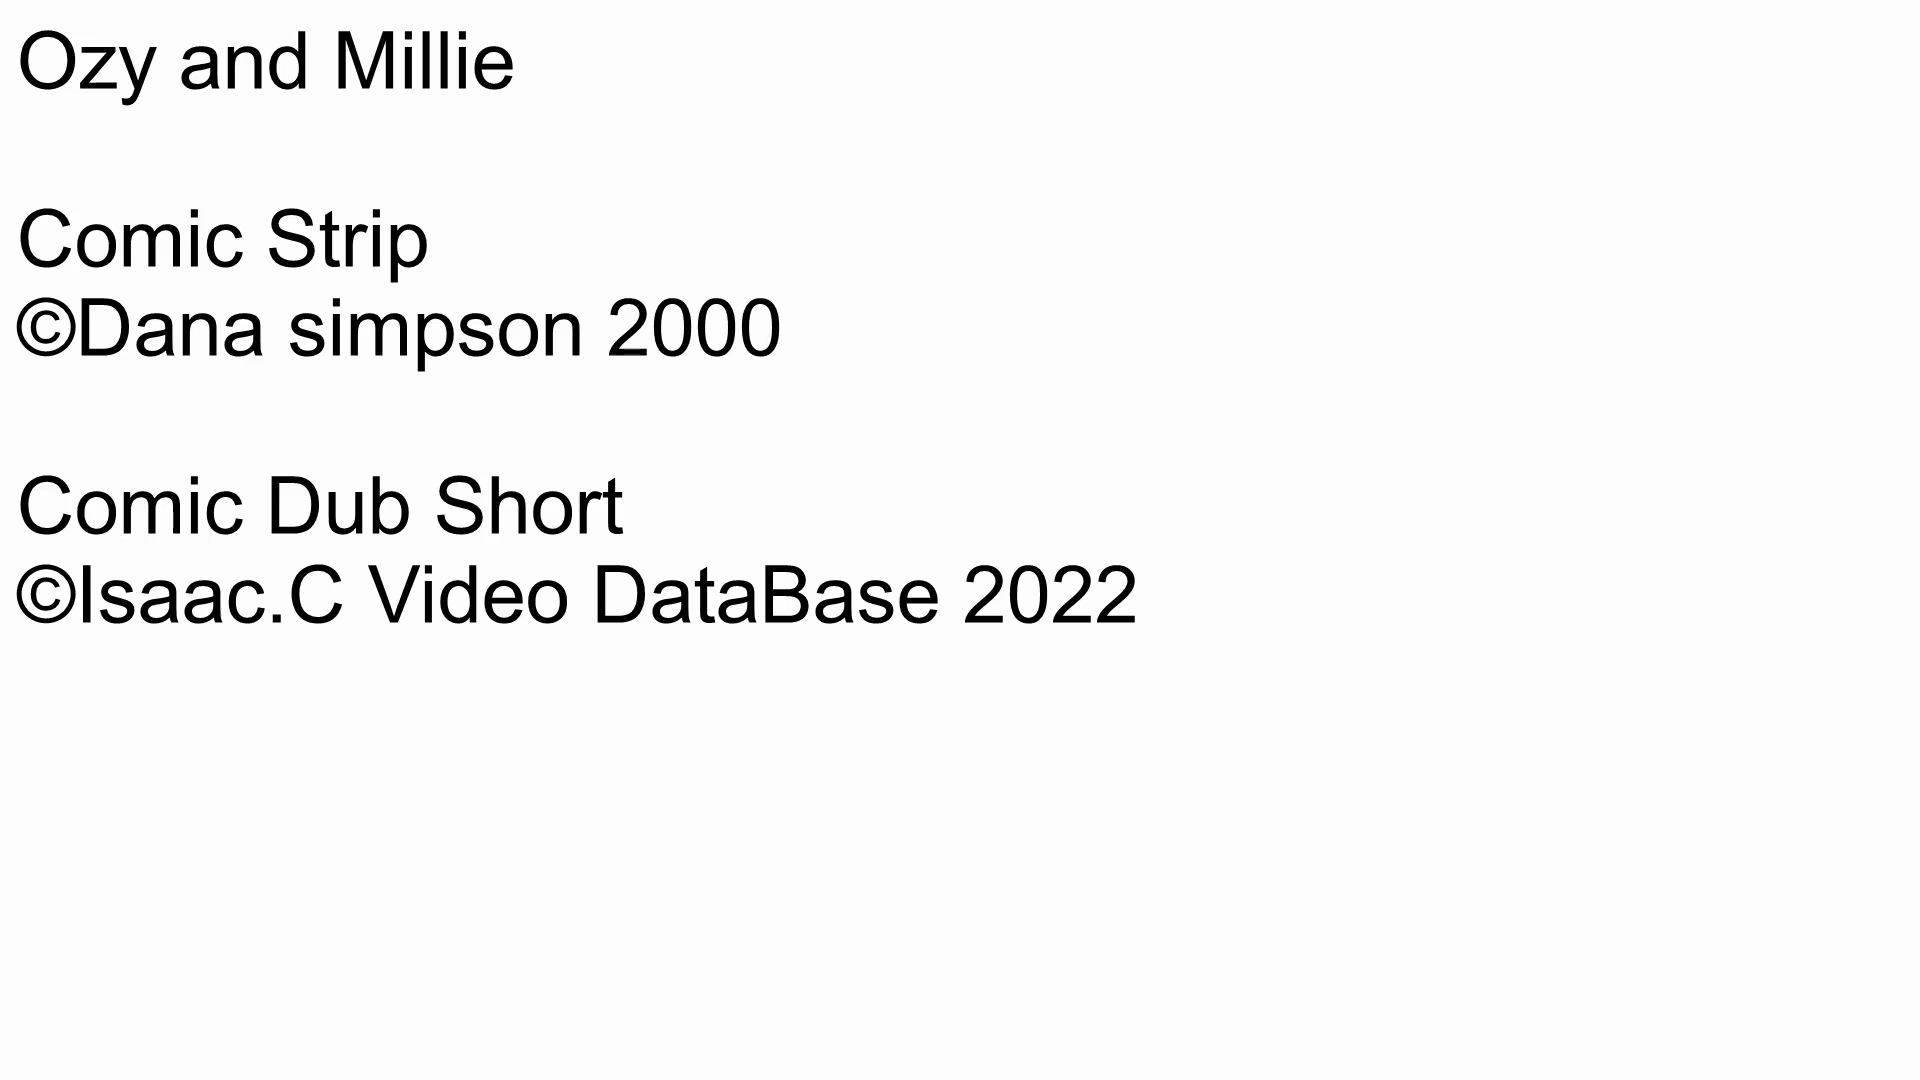 Ozy and Millie
Comic Strip
©Dana simpson 2000
Comic Dub Short
©Isaac.C Video DataBase 2022